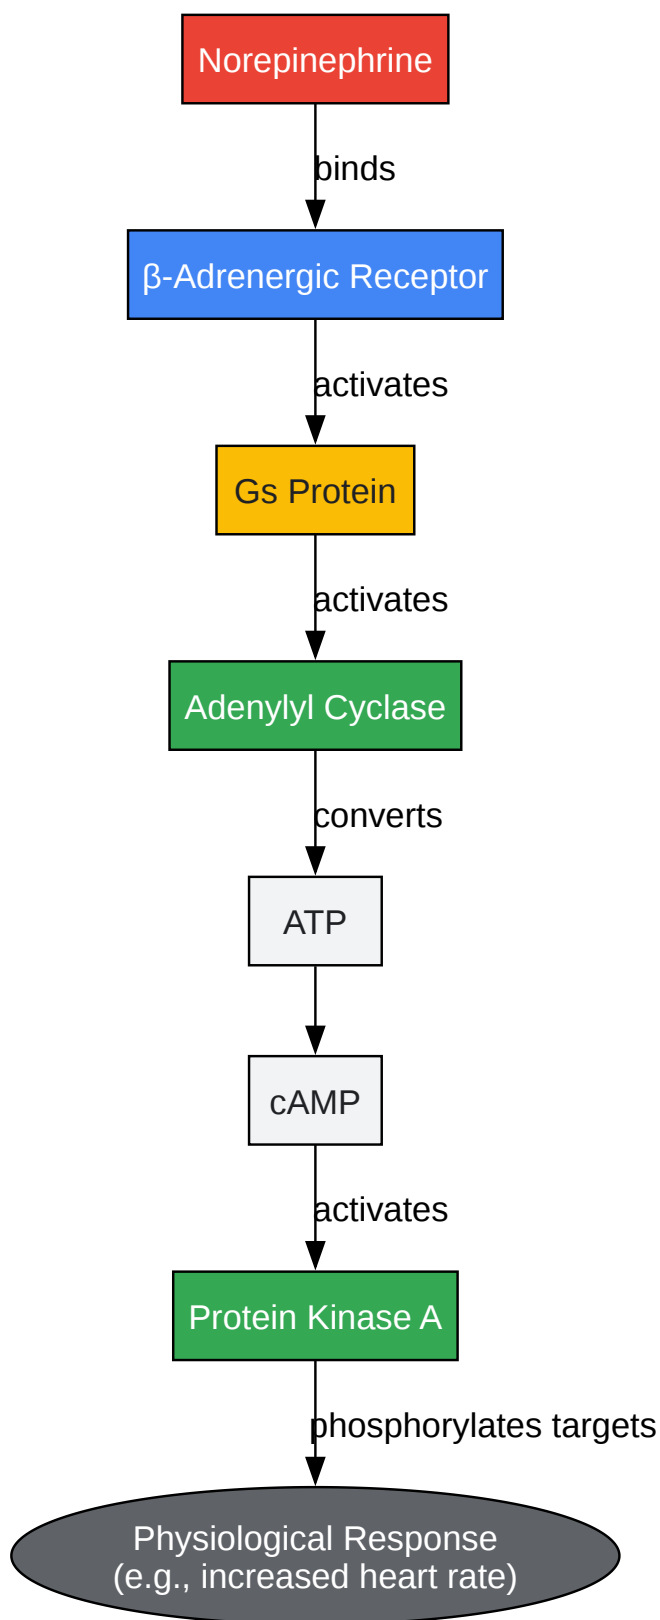 Norepinephrine
binds
β-Adrenergic Receptor
activates
Gs Protein
activates
Adenylyl Cyclase
converts
ATP
cAMP
activates
Protein Kinase A
phosphorylates targets
Physiological Response
(e.g., increased heart rate)